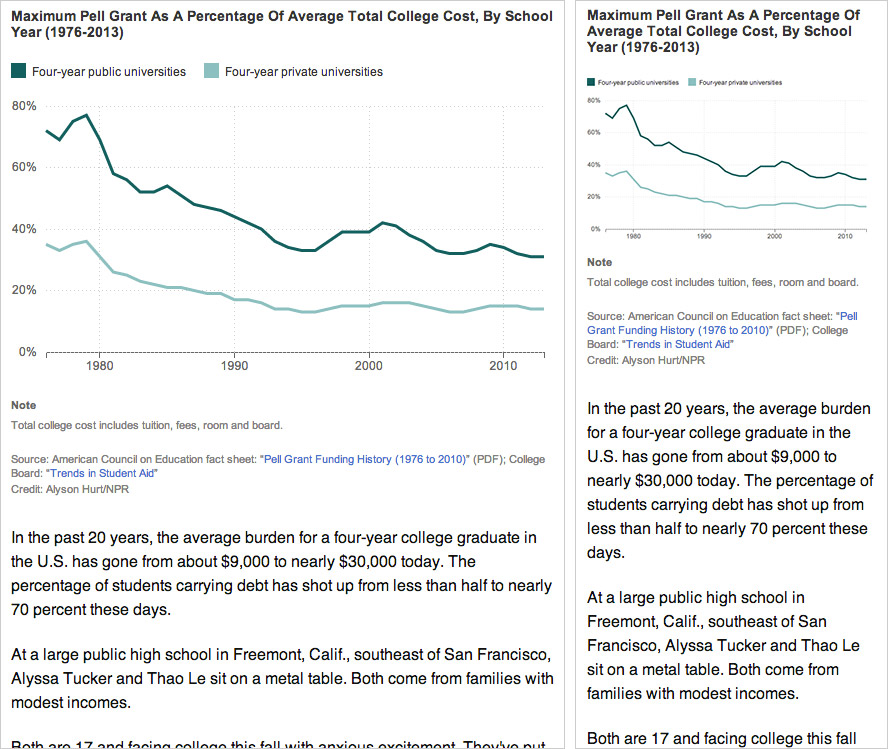 Maximum Pell Grant As A Percentage Of Average Total College Cost, By School
Year (1976-2013)
Four-year public universities Four-year private universities
80%
60%
40%
20%
0%
1980 1990 2000 2010
Note
Total college cost includes tuition, fees, room and board.
Source: American Council on Education fact sheet: "Pell Grant Funding History (1976 to 2010)" (PDF); College
Board: "Trends in Student Aid"
Credit: Alyson Hurt/NPR
In the past 20 years, the average burden for a four-year college graduate in
the U.S. has gone from about $9,000 to nearly $30,000 today. The
percentage of students carrying debt has shot up from less than half to nearly
70 percent these days.
At a large public high school in Freemont, Calif., southeast of San Francisco,
Alyssa Tucker and Thao Le sit on a metal table. Both come from families with
modest incomes.
Both are 17 and facing college this fall with anxious excitement. They've put
Maximum Pell Grant As A Percentage Of
Average Total College Cost, By School
Year (1976-2013)
Four-year public universities Four-year private universities
80%
60%
40%
20%
0%
1980 1990 2000 2010
Note
Total college cost includes tuition, fees, room and board.
Source: American Council on Education fact sheet: "Pell
Grant Funding History (1976 to 2010)" (PDF); College
Board: "Trends in Student Aid"
Credit: Alyson Hurt/NPR
In the past 20 years, the average burden
for a four-year college graduate in the
U.S. has gone from about $9,000 to
nearly $30,000 today. The percentage of
students carrying debt has shot up from
less than half to nearly 70 percent these
days.
At a large public high school in
Freemont, Calif., southeast of San
Francisco, Alyssa Tucker and Thao Le
sit on a metal table. Both come from
families with modest incomes.
Both are 17 and facing college this fall